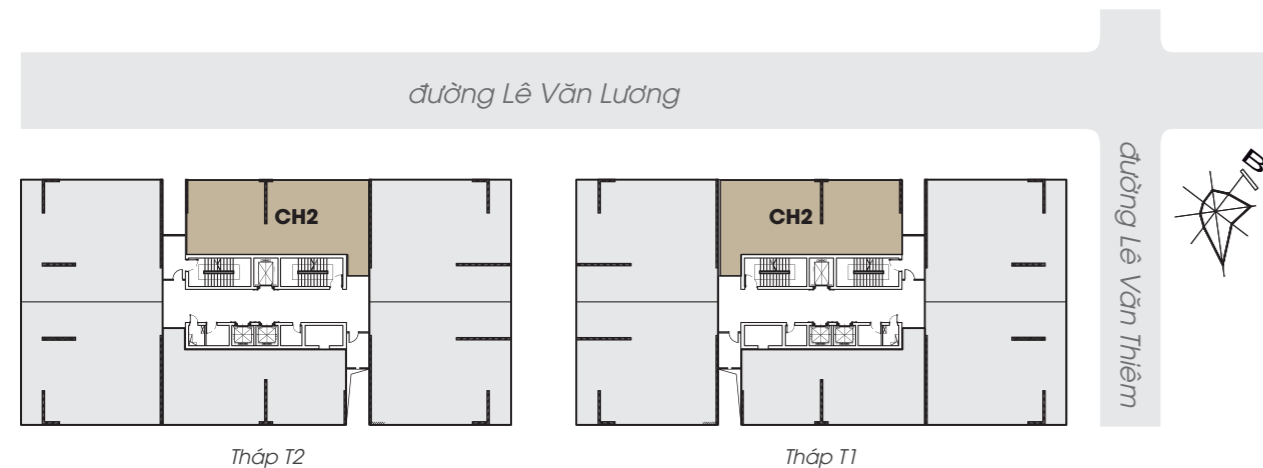 đường Lê Văn Lương
đường Lê Văn Thiêm
B
CH2
CH2
Tháp T2
Tháp T1